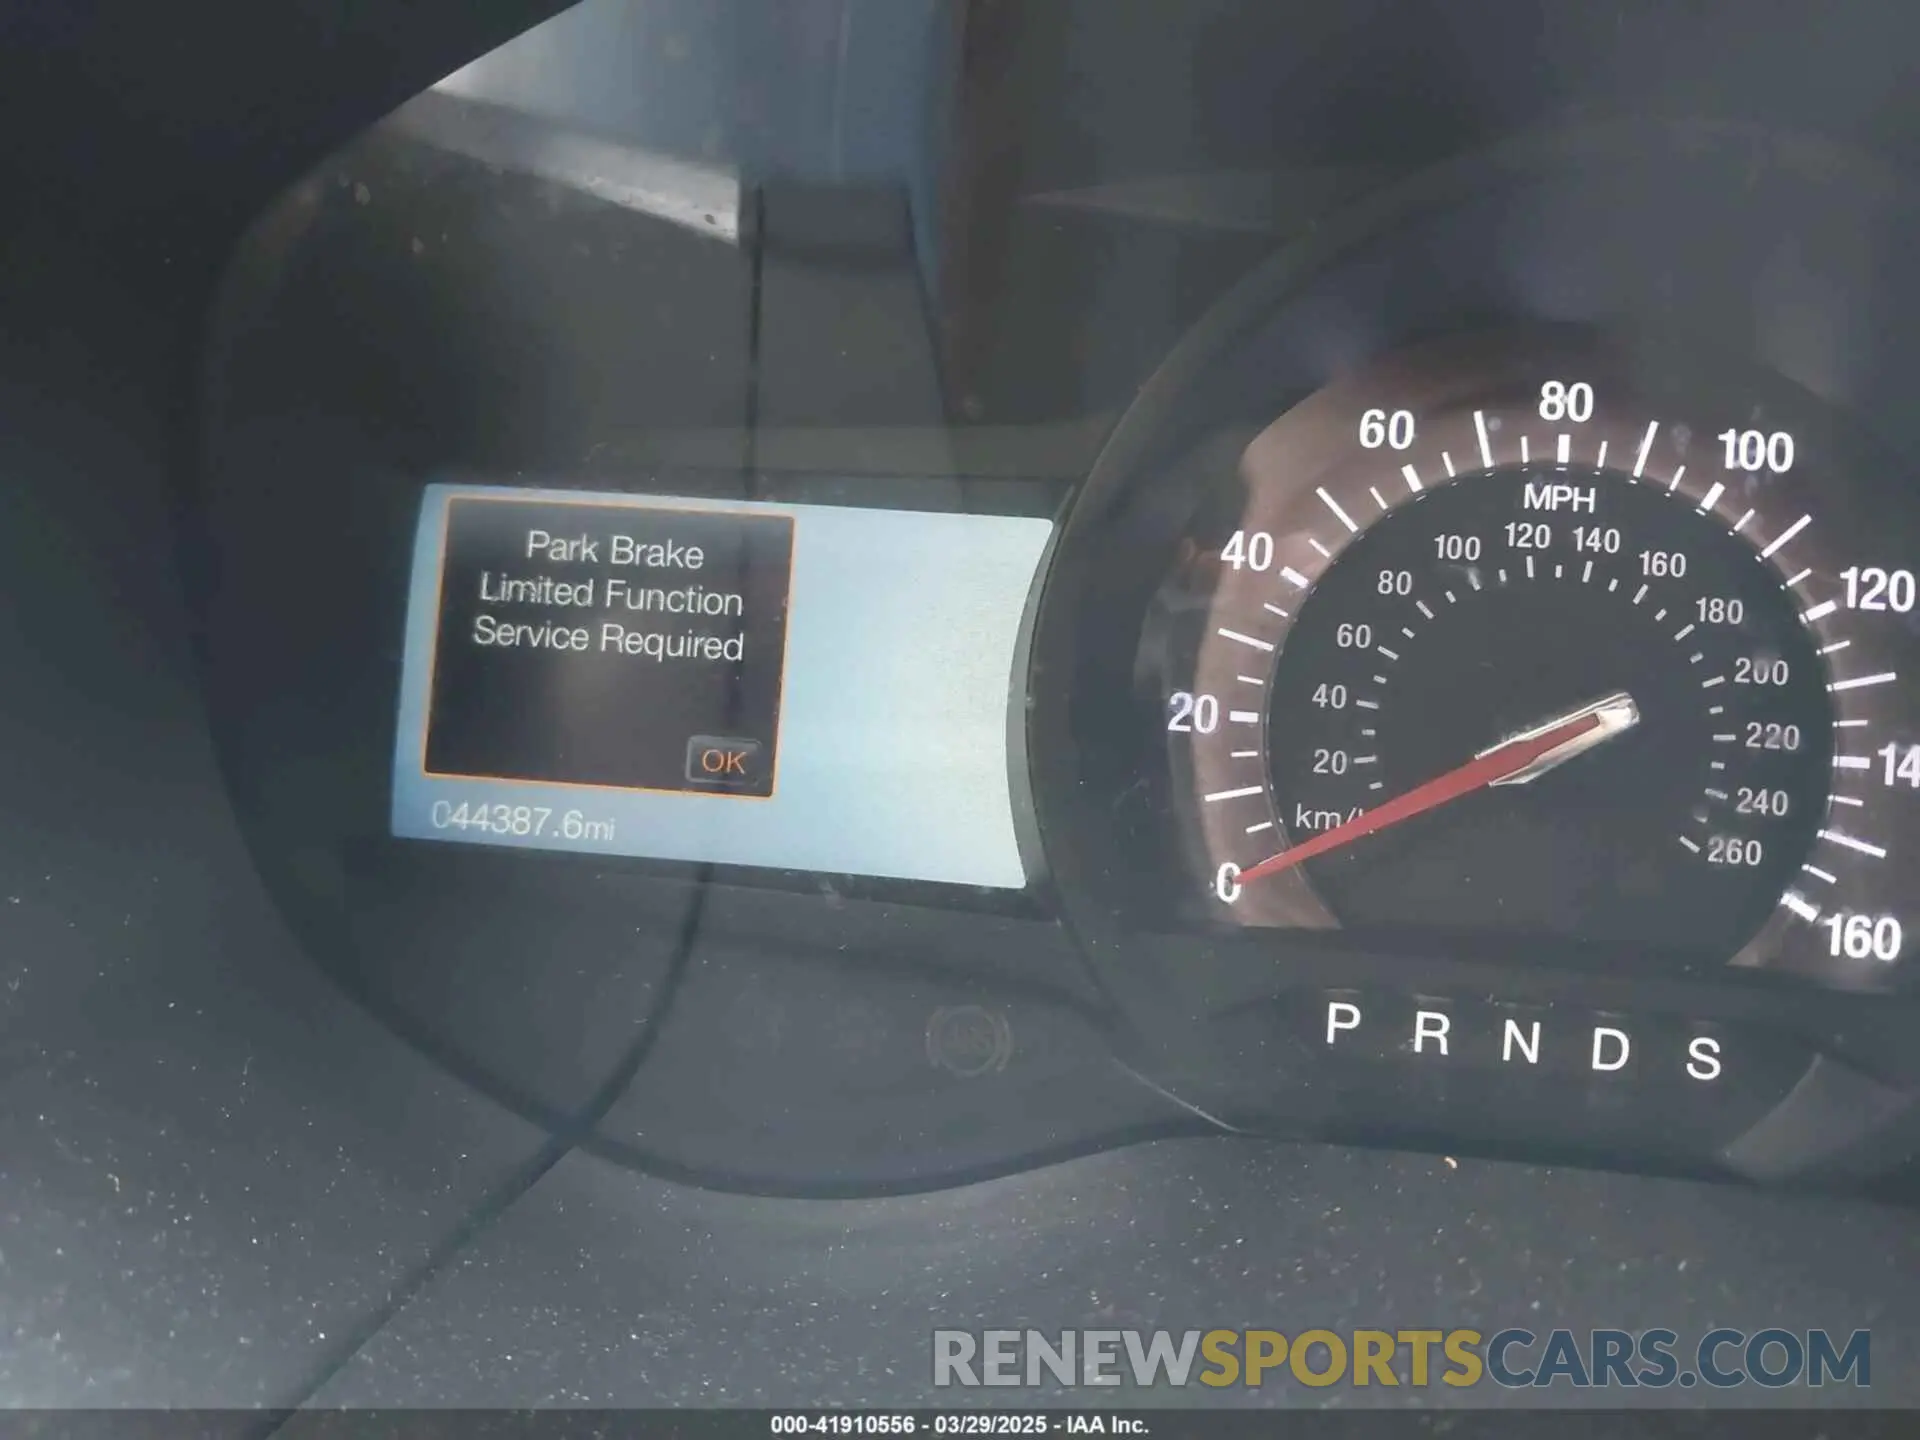 Park Brake
Limited Function
Service Required
OK
044387.6mi
0
20
40
60
80
100
120
14
160
MPH
20
40
60
80
100
120
140
160
180
200
220
240
260
km/
P R N D S
RENEWSPORTSCARS.COM
000-41910556 - 03/29/2025 - IAA Inc.